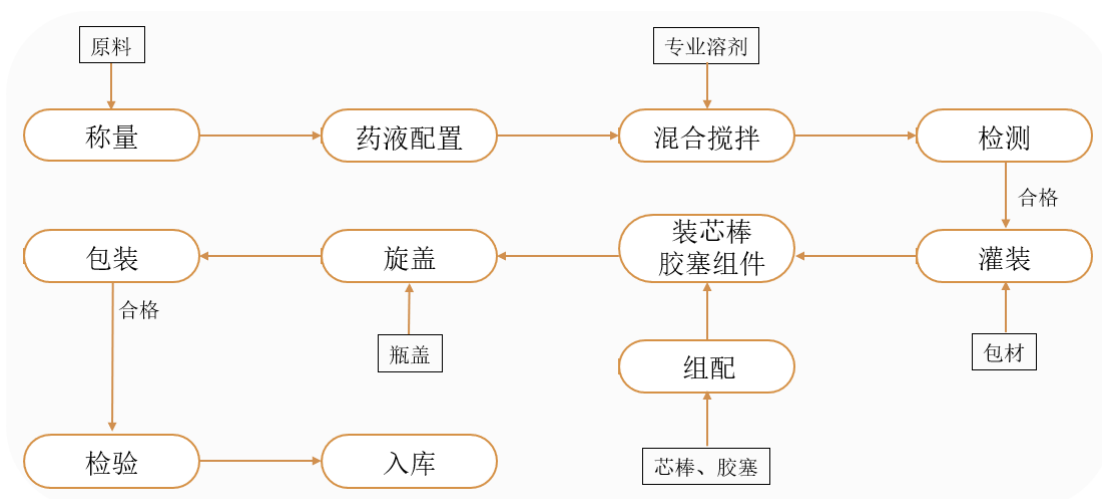 原料
专业溶剂
称量
药液配置
混合搅拌
检测
合格
包装
旋盖
装芯棒
胶塞组件
灌装
合格
瓶盖
组配
包材
检验
入库
芯棒、胶塞